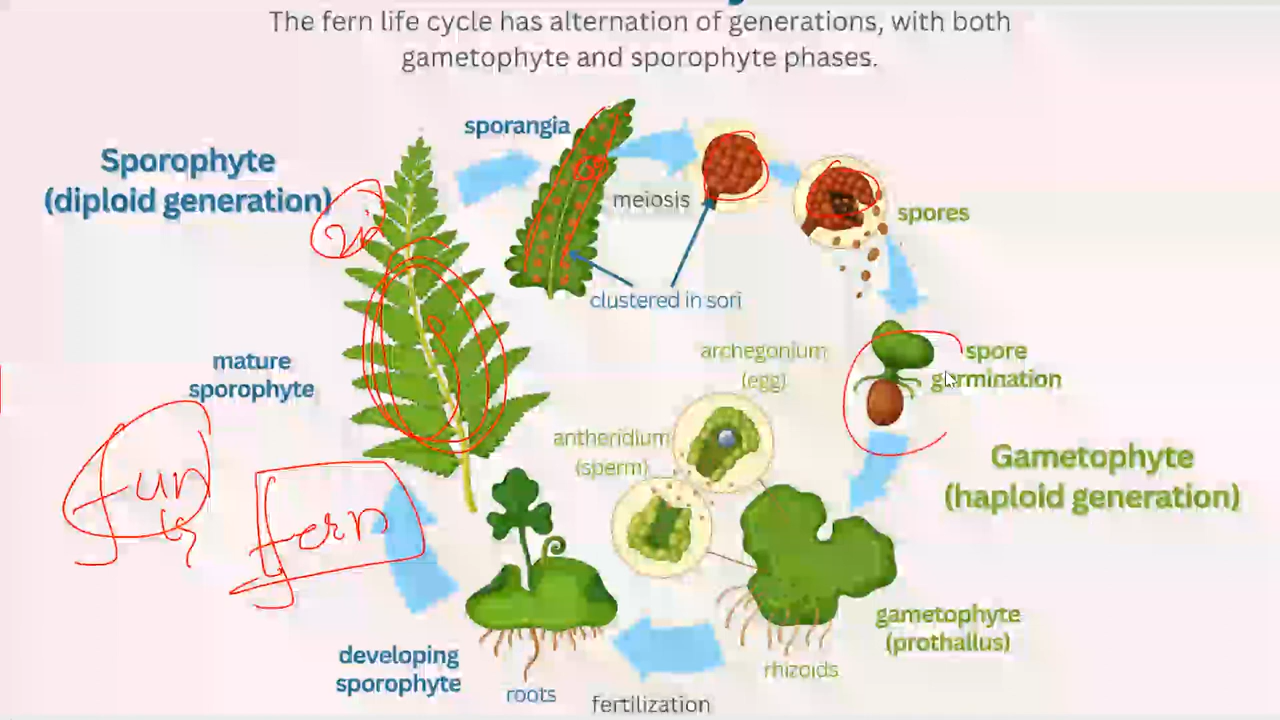 The fern life cycle has alternation of generations, with both
gametophyte and sporophyte phases.
sporangia
Sporophyte
(diploid generation)
meiosis
spores
clustered in sori
mature
sporophyte
archegonium
(egg)
spore
germination
antheridium
(sperm)
Gametophyte
(haploid generation)
fun
fern
gametophyte
(prothallus)
developing
sporophyte
roots
rhizoids
fertilization